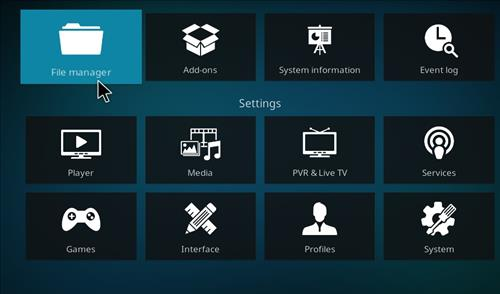 File manager
Add-ons
System information
Event log
Settings
Player
Media
PVR & Live TV
Services
Games
Interface
Profiles
System